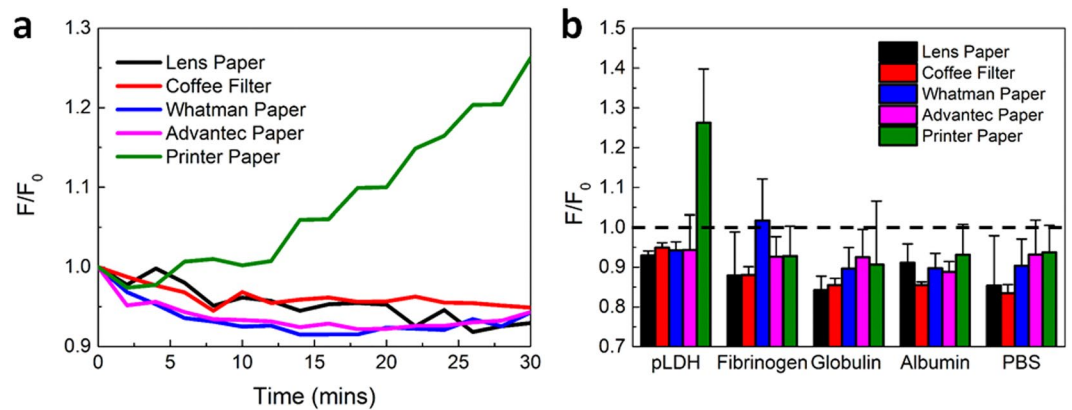 a
1.3
1.2
1.1
1.0
0.9
F/F0
Lens Paper
Coffee Filter
Whatman Paper
Advantec Paper
Printer Paper
0 5 10 15 20 25 30
Time (mins)
b
1.5
1.4
1.3
1.2
1.1
1.0
0.9
0.8
0.7
F/F0
Lens Paper
Coffee Filter
Whatman Paper
Advantec Paper
Printer Paper
pLDH Fibrinogen Globulin Albumin PBS